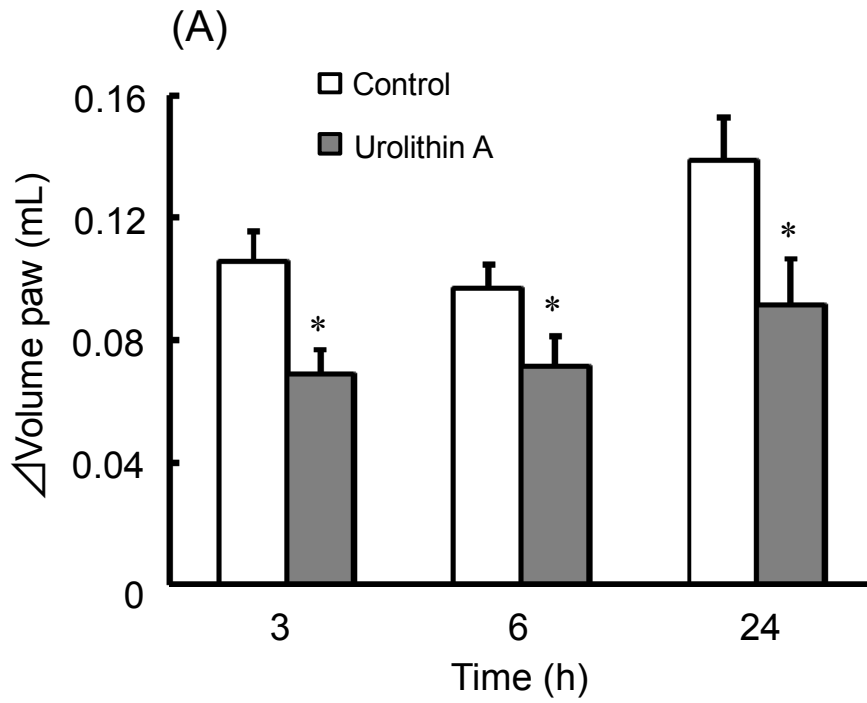 (A)
Control
Urolithin A
⊿Volume paw (mL)
0.16
0.12
0.08
0.04
0
*
*
*
3 6 24
Time (h)